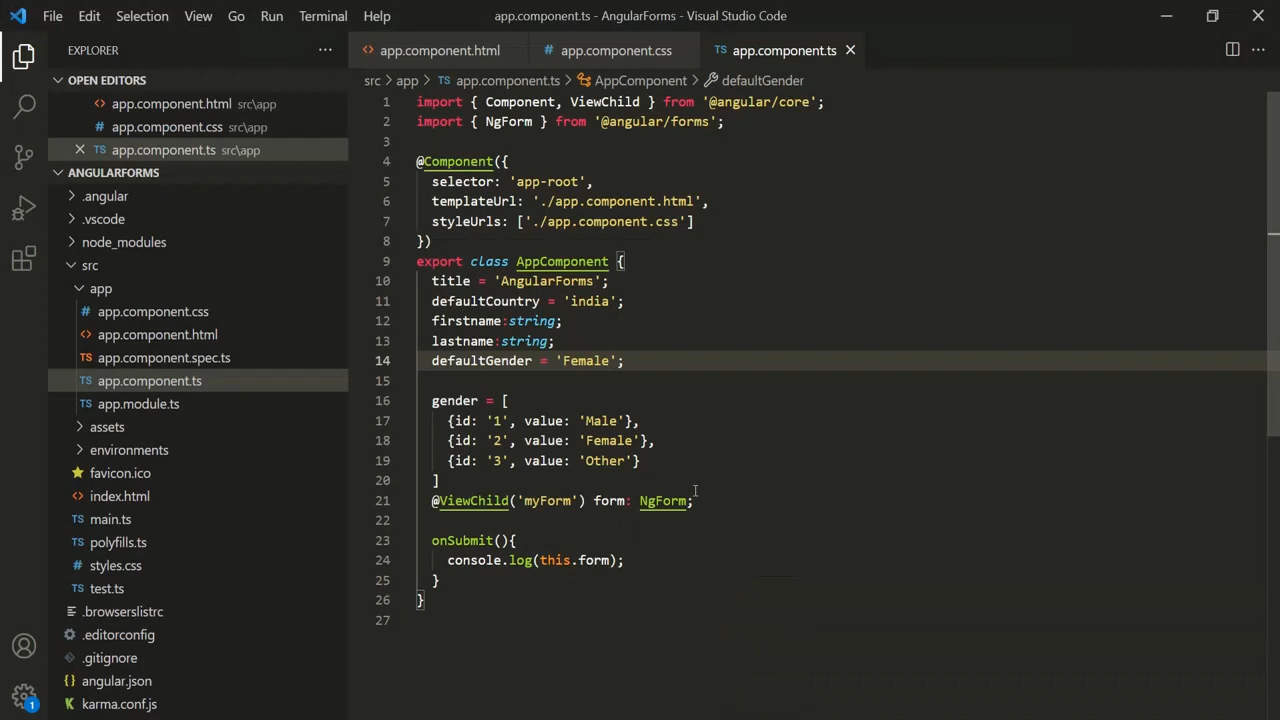 File Edit Selection View Go Run Terminal Help app.component.ts - AngularForms - Visual Studio Code
EXPLORER
OPEN EDITORS
app.component.html src\app
app.component.css src\app
app.component.ts src\app
ANGULARFORMS
.angular
.vscode
node_modules
src
app
app.component.css
app.component.html
app.component.spec.ts
TS app.component.ts
app.module.ts
assets
environments
favicon.ico
index.html
main.ts
polyfills.ts
styles.css
test.ts
.browserslistrc
.editorconfig
.gitignore
angular.json
karma.conf.js
1
app.component.html app.component.css TS app.component.ts
src > app > TS app.component.ts > AppComponent > defaultGender
1 import { Component, ViewChild } from '@angular/core';
2 import { NgForm } from '@angular/forms';
3
4 @Component({
5 selector: 'app-root',
6 templateUrl: './app.component.html',
7 styleUrls: ['./app.component.css']
8 })
9 export class AppComponent {
10 title = 'AngularForms';
11 defaultCountry = 'india';
12 firstname:string;
13 lastname:string;
14 defaultGender = 'Female';
15
16 gender = [
17 {id: '1', value: 'Male'},
18 {id: '2', value: 'Female'},
19 {id: '3', value: 'Other'}
20 ]
21 @ViewChild('myForm') form: NgForm;
22
23 onSubmit(){
24 console.log(this.form);
25 }
26 }
27